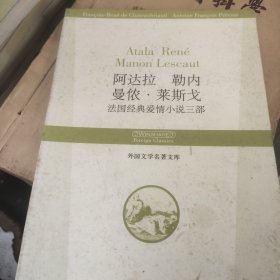 François-René de Chateaubriand   Antoine François Prévost
Atala René
Manon Lescaut
阿达拉 勒内
曼侬·莱斯戈
法国经典爱情小说三部
Foreign Classics
外国文学名著文库